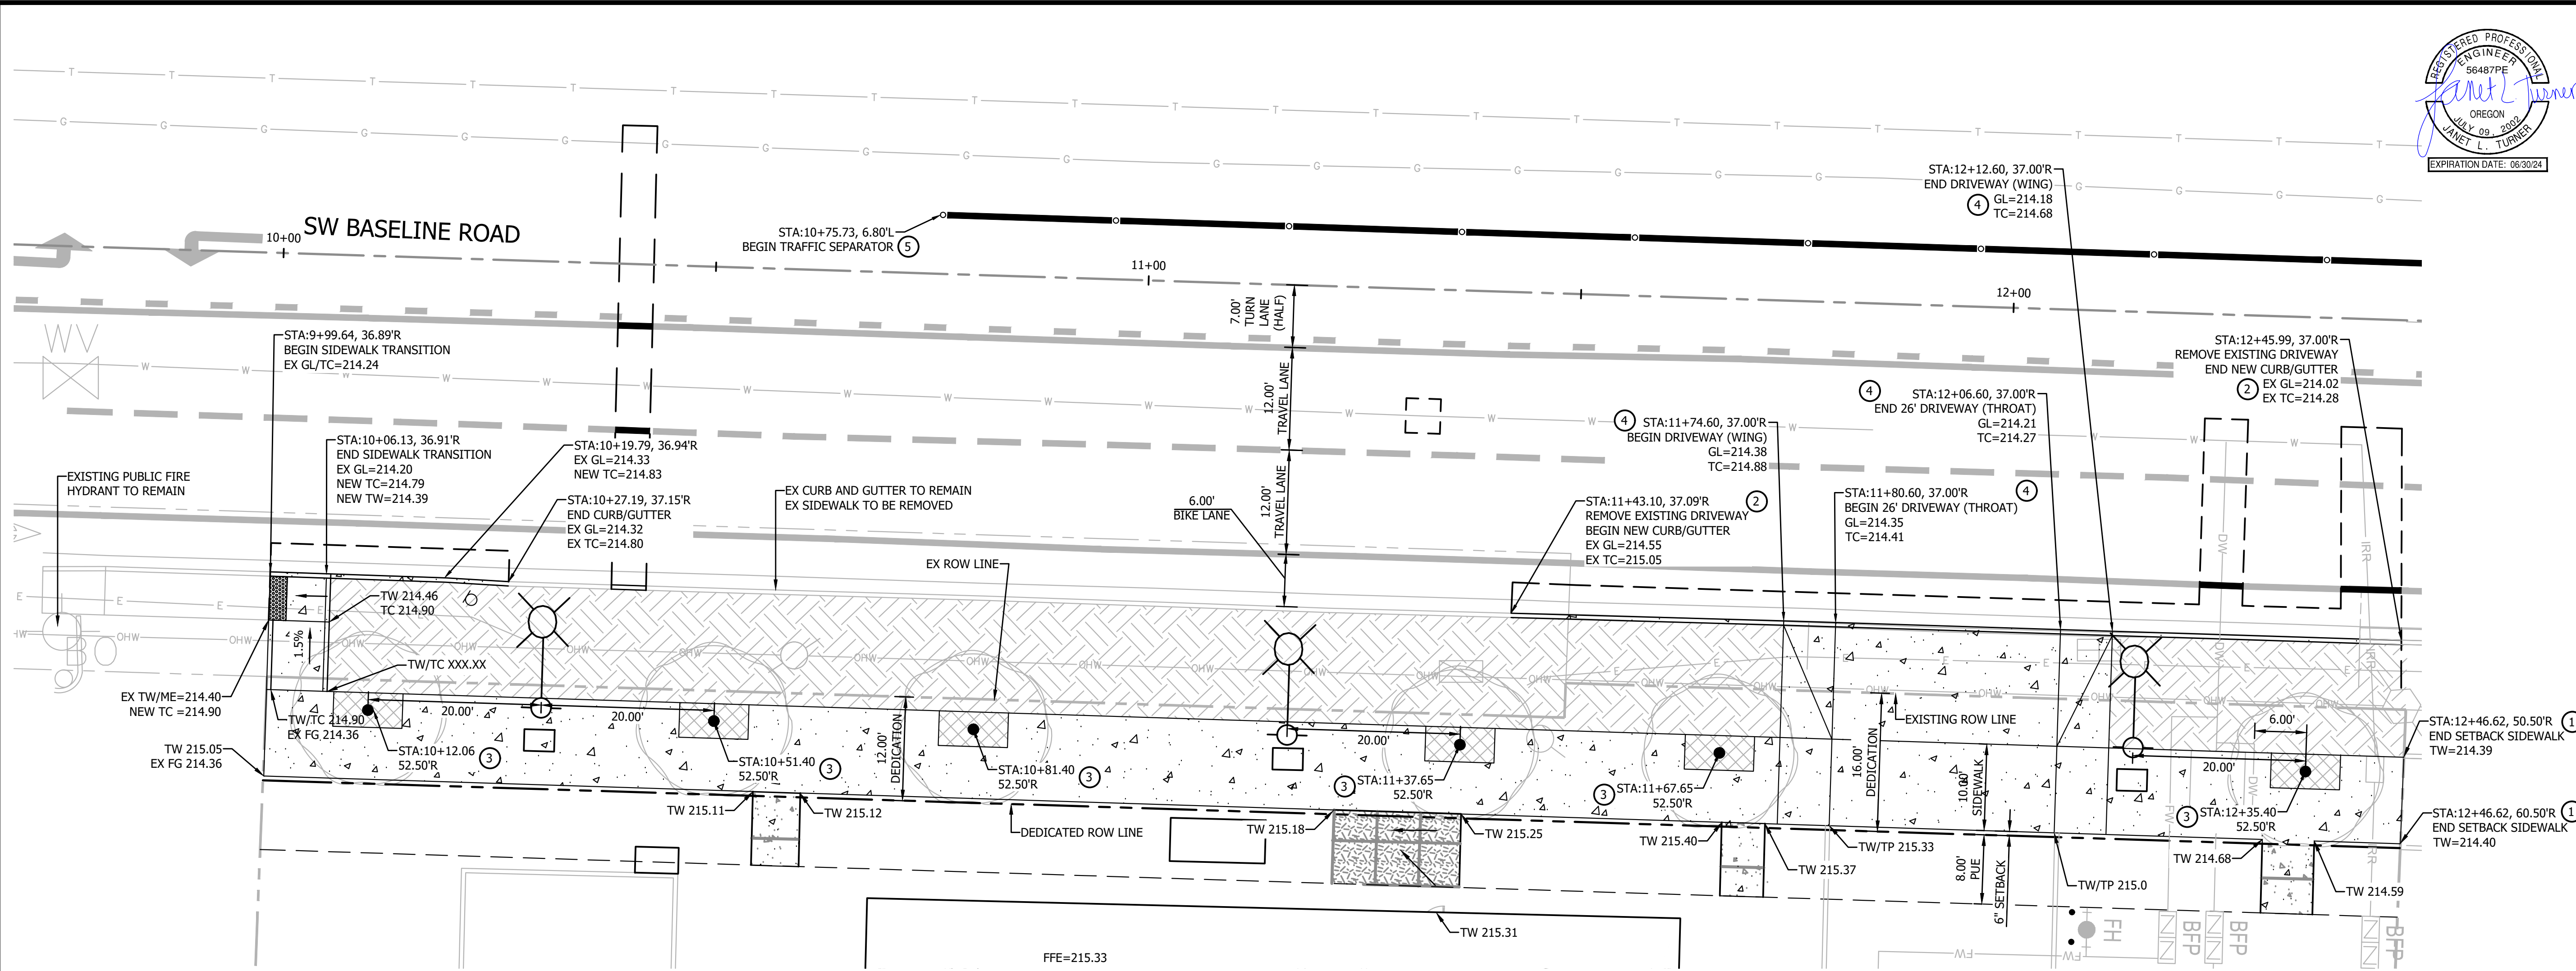 REGISTERED PROFESSIONAL
ENGINEER
56487PE
Janet L Turner
OREGON
JULY 09, 2002
JANET L. TURNER
EXPIRATION DATE: 06/30/24
T T T T T T T T T T T T T T T T T T T T T T T T
G G G G G G G G G G G G G G G G G G G G G G G
SW BASELINE ROAD
10+00
11+00
12+00
STA:10+75.73, 6.80'L
BEGIN TRAFFIC SEPARATOR 5
STA:12+12.60, 37.00'R
END DRIVEWAY (WING)
4 GL=214.18
TC=214.68
7.00'
TURN
LANE
(HALF)
12.00'
TRAVEL LANE
12.00'
TRAVEL LANE
6.00'
BIKE LANE
STA:9+99.64, 36.89'R
BEGIN SIDEWALK TRANSITION
EX GL/TC=214.24
WV
W W W W W W W W W W W W W W W W W W W
STA:10+06.13, 36.91'R
END SIDEWALK TRANSITION
EX GL=214.20
NEW TC=214.79
NEW TW=214.39
STA:10+19.79, 36.94'R
EX GL=214.33
NEW TC=214.83
STA:10+27.19, 37.15'R
END CURB/GUTTER
EX GL=214.32
EX TC=214.80
EXISTING PUBLIC FIRE
HYDRANT TO REMAIN
EX CURB AND GUTTER TO REMAIN
EX SIDEWALK TO BE REMOVED
EX ROW LINE
STA:11+43.10, 37.09'R 2
REMOVE EXISTING DRIVEWAY
BEGIN NEW CURB/GUTTER
EX GL=214.55
EX TC=215.05
4 STA:11+74.60, 37.00'R
BEGIN DRIVEWAY (WING)
GL=214.38
TC=214.88
4 STA:12+06.60, 37.00'R
END 26' DRIVEWAY (THROAT)
GL=214.21
TC=214.27
STA:11+80.60, 37.00'R 4
BEGIN 26' DRIVEWAY (THROAT)
GL=214.35
TC=214.41
STA:12+45.99, 37.00'R
REMOVE EXISTING DRIVEWAY
END NEW CURB/GUTTER
2 EX GL=214.02
EX TC=214.28
DW
IRR
E E E E E E E
OHW OHW OHW OHW OHW OHW OHW OHW OHW
TW 214.46
TC 214.90
1.5%
TW/TC XXX.XX
EX TW/ME=214.40
NEW TC =214.90
TW/TC 214.90
EX FG 214.36
TW 215.05
EX FG 214.36
20.00'
STA:10+12.06 3
52.50'R
20.00'
STA:10+51.40 3
52.50'R
12.00'
DEDICATION
STA:10+81.40 3
52.50'R
20.00'
3 STA:11+37.65
52.50'R
3 STA:11+67.65
52.50'R
16.00'
DEDICATION
EXISTING ROW LINE
10.00'
SIDEWALK
6.00'
20.00'
3 STA:12+35.40
52.50'R
STA:12+46.62, 50.50'R 1
END SETBACK SIDEWALK
TW=214.39
STA:12+46.62, 60.50'R 1
END SETBACK SIDEWALK
TW=214.40
TW 215.11
TW 215.12
DEDICATED ROW LINE
TW 215.18
TW 215.25
TW 215.40
TW 215.37
TW/TP 215.33
8.00'
PUE
6" SETBACK
TW/TP 215.0
TW 214.68
TW 214.59
TW 215.31
FFE=215.33
FW
FH
BFP
BFP
BFP